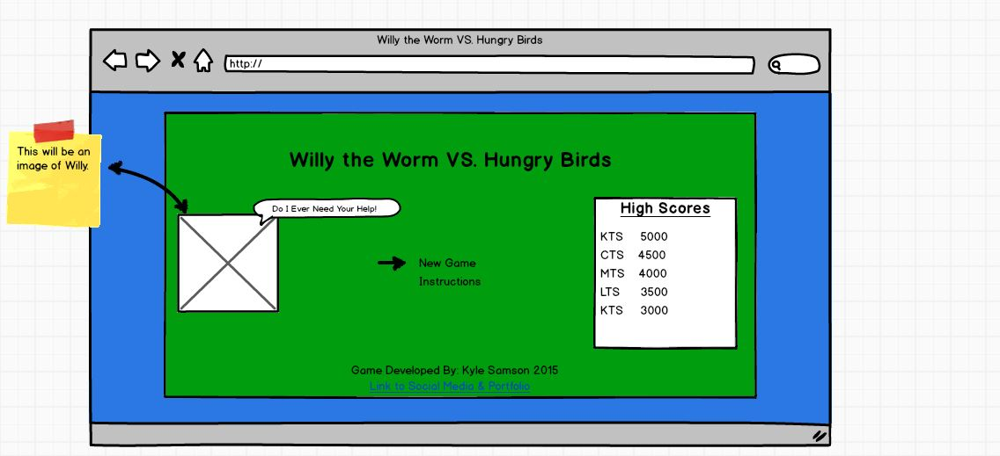 Willy the Worm VS. Hungry Birds
http://
This will be an
image of Willy.
Willy the Worm VS. Hungry Birds
Do I Ever Need Your Help!
New Game
Instructions
High Scores
KTS 5000
CTS 4500
MTS 4000
LTS 3500
KTS 3000
Game Developed By: Kyle Samson 2015
Link to Social Media & Portfolio